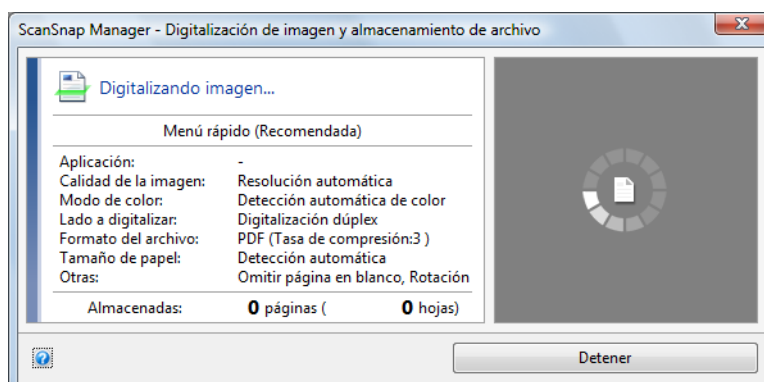 ScanSnap Manager - Digitalización de imagen y almacenamiento de archivo
Digitalizando imagen...
Menú rápido (Recomendada)
Aplicación: -
Calidad de la imagen: Resolución automática
Modo de color: Detección automática de color
Lado a digitalizar: Digitalización dúplex
Formato del archivo: PDF (Tasa de compresión:3 )
Tamaño de papel: Detección automática
Otras: Omitir página en blanco, Rotación
Almacenadas: 0 páginas ( 0 hojas)
? Detener